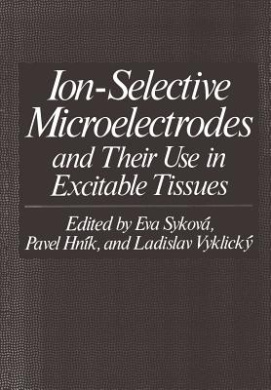 Ion-Selective
Microelectrodes
and Their Use in
Excitable Tissues
Edited by Eva Syková,
Pavel Hník, and Ladislav Vyklický